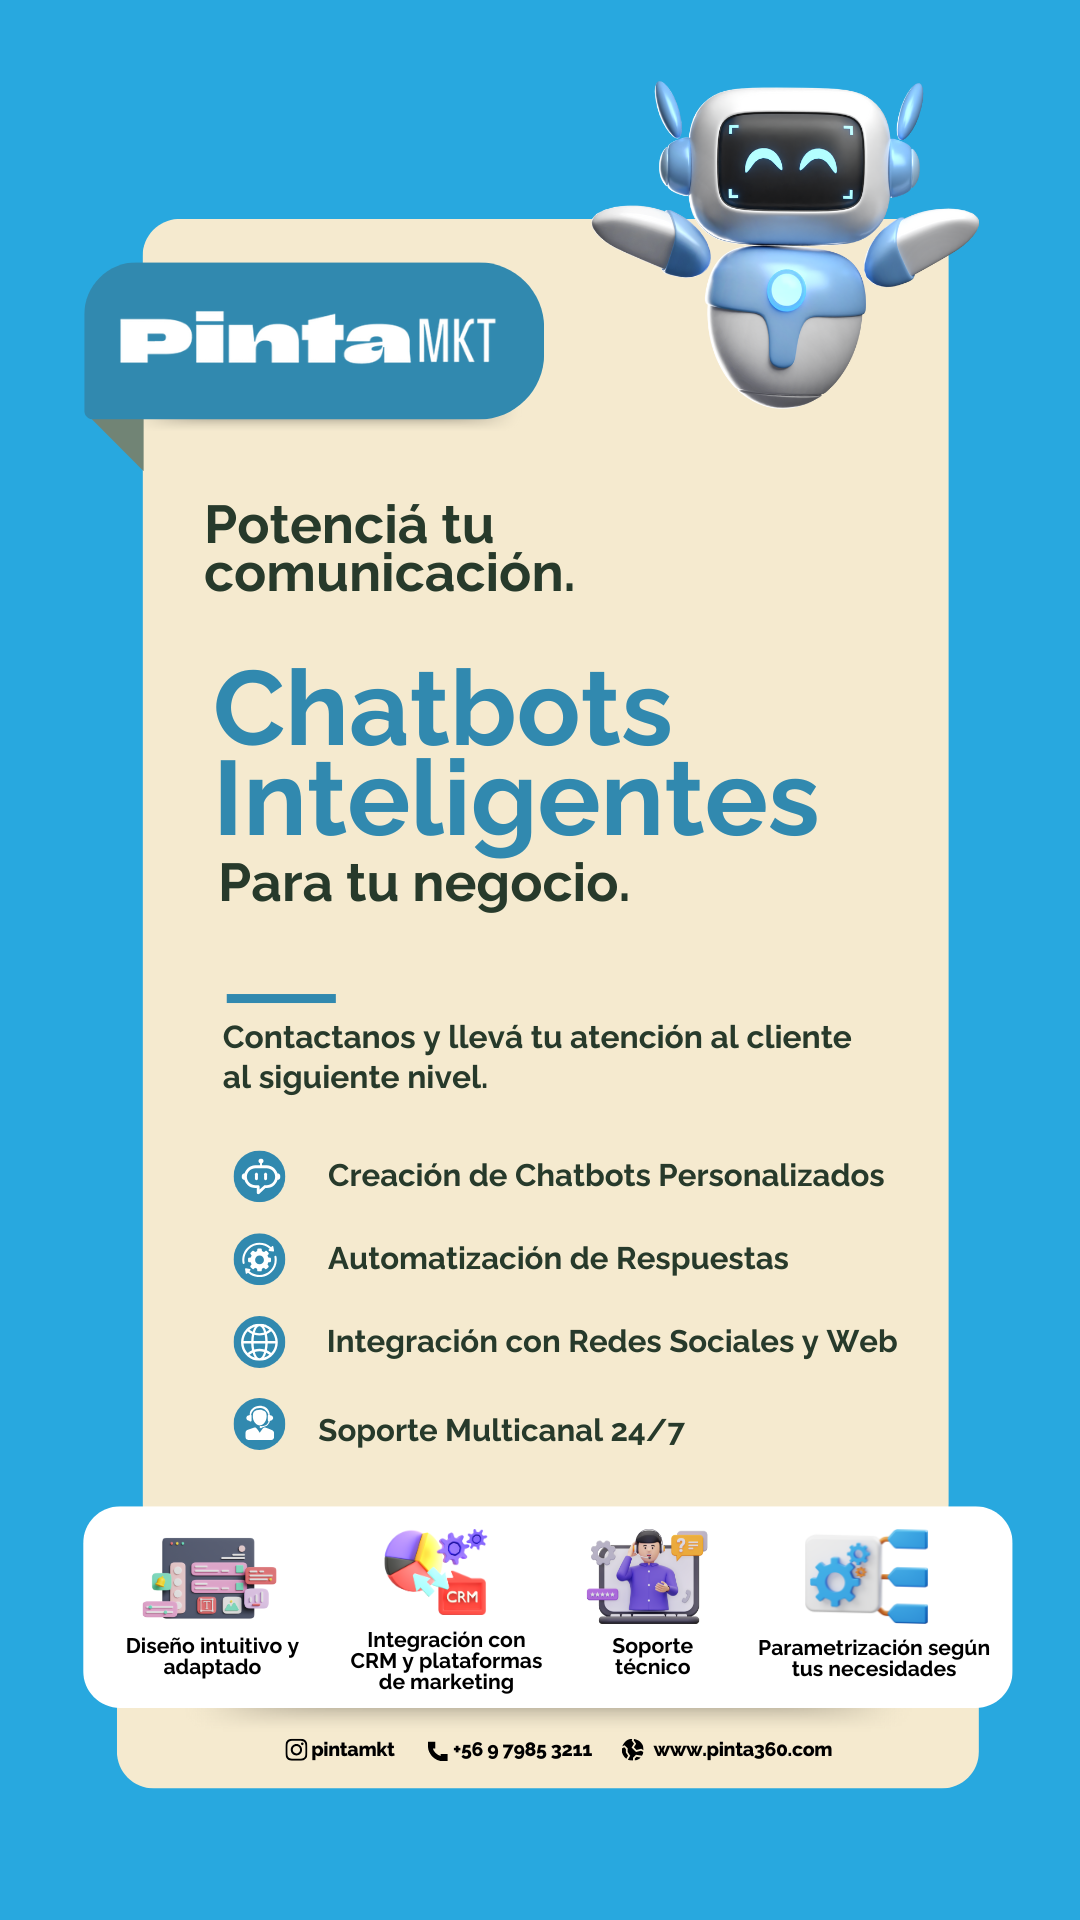 Pinta MKT
Potenciá tu
comunicación.
Chatbots
Inteligentes
Para tu negocio.
Contactanos y llevá tu atención al cliente
al siguiente nivel.
Creación de Chatbots Personalizados
Automatización de Respuestas
Integración con Redes Sociales y Web
Soporte Multicanal 24/7
CRM
Diseño intuitivo y
adaptado
Integración con
CRM y plataformas
de marketing
Soporte
técnico
Parametrización según
tus necesidades
pintamkt
+56 9 7985 3211
www.pinta360.com